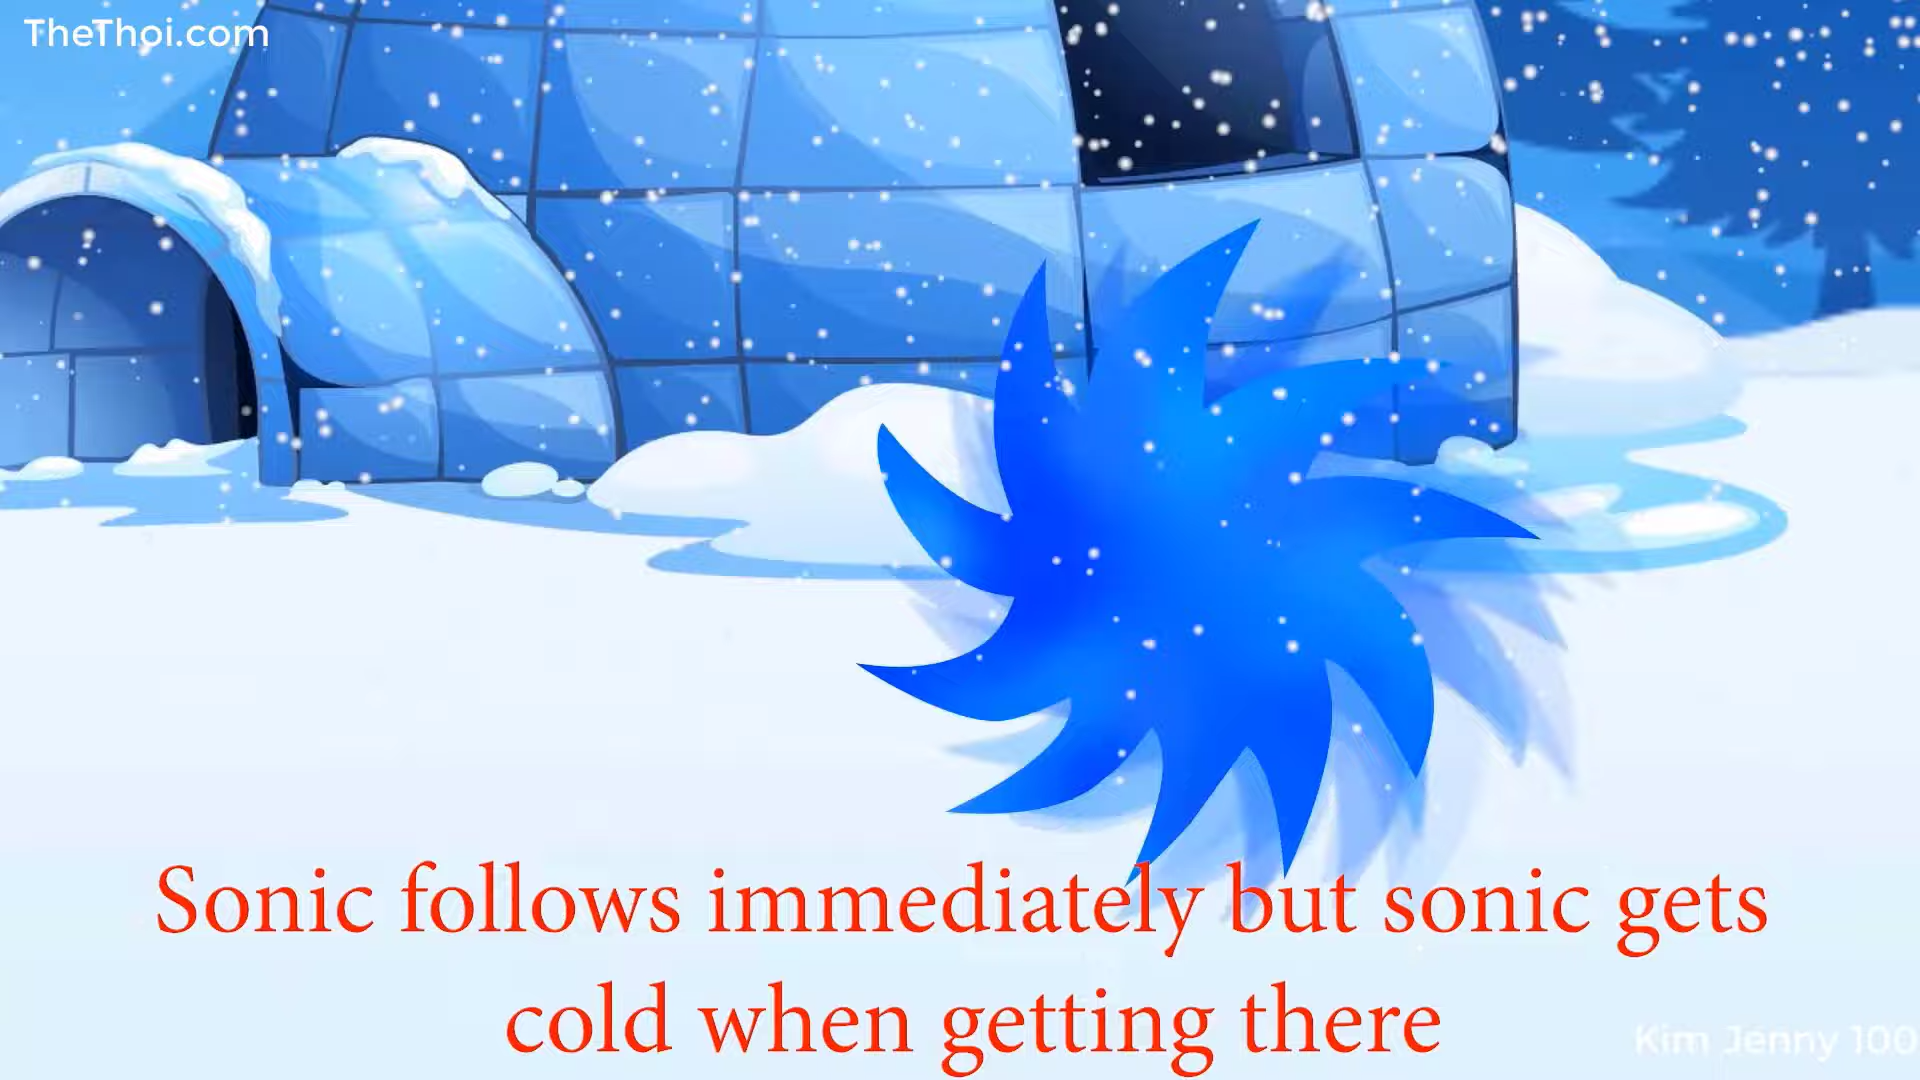 TheThoi.com
Sonic follows immediately but sonic gets
cold when getting there
Kim Jenny 100